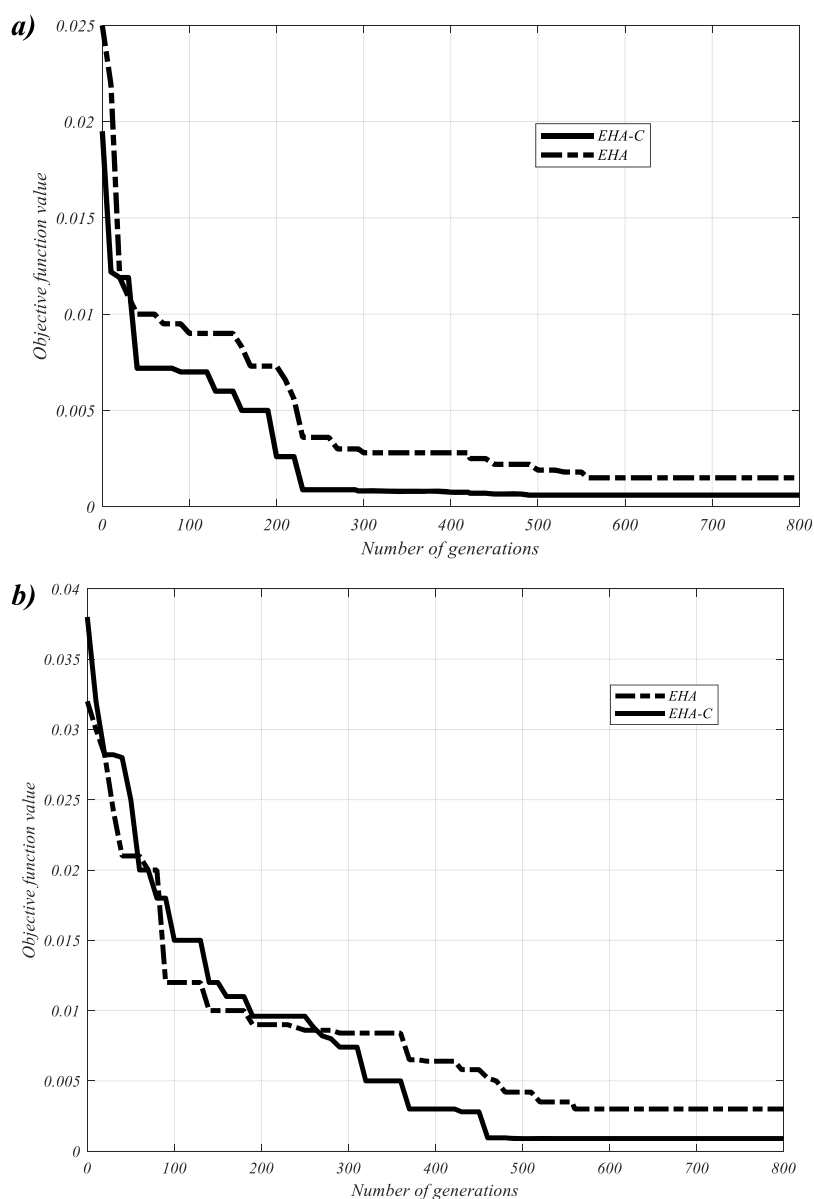 a)
0.025
0.02
0.015
0.01
0.005
0
Objective function value
EHA-C
EHA
0 100 200 300 400 500 600 700 800
Number of generations
b)
0.04
0.035
0.03
0.025
0.02
0.015
0.01
0.005
0
Objective function value
EHA
EHA-C
0 100 200 300 400 500 600 700 800
Number of generations